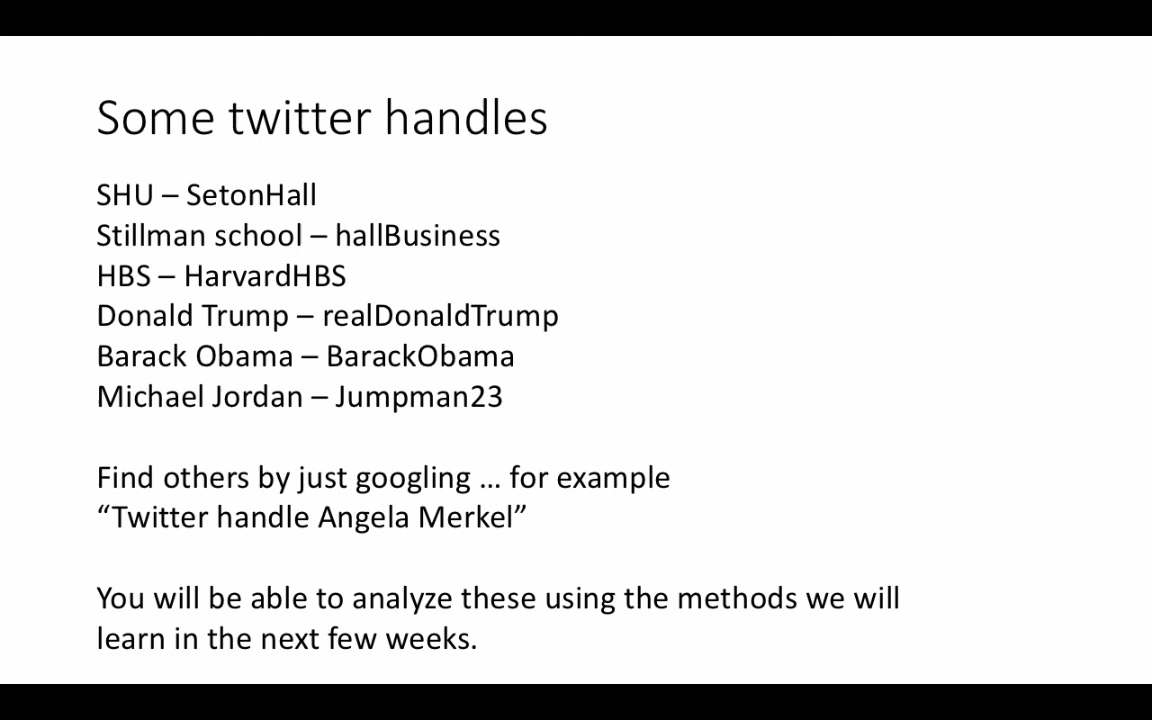 Some twitter handles
SHU – SetonHall
Stillman school – hallBusiness
HBS – HarvardHBS
Donald Trump – realDonaldTrump
Barack Obama – BarackObama
Michael Jordan – Jumpman23
Find others by just googling … for example
“Twitter handle Angela Merkel”
You will be able to analyze these using the methods we will
learn in the next few weeks.